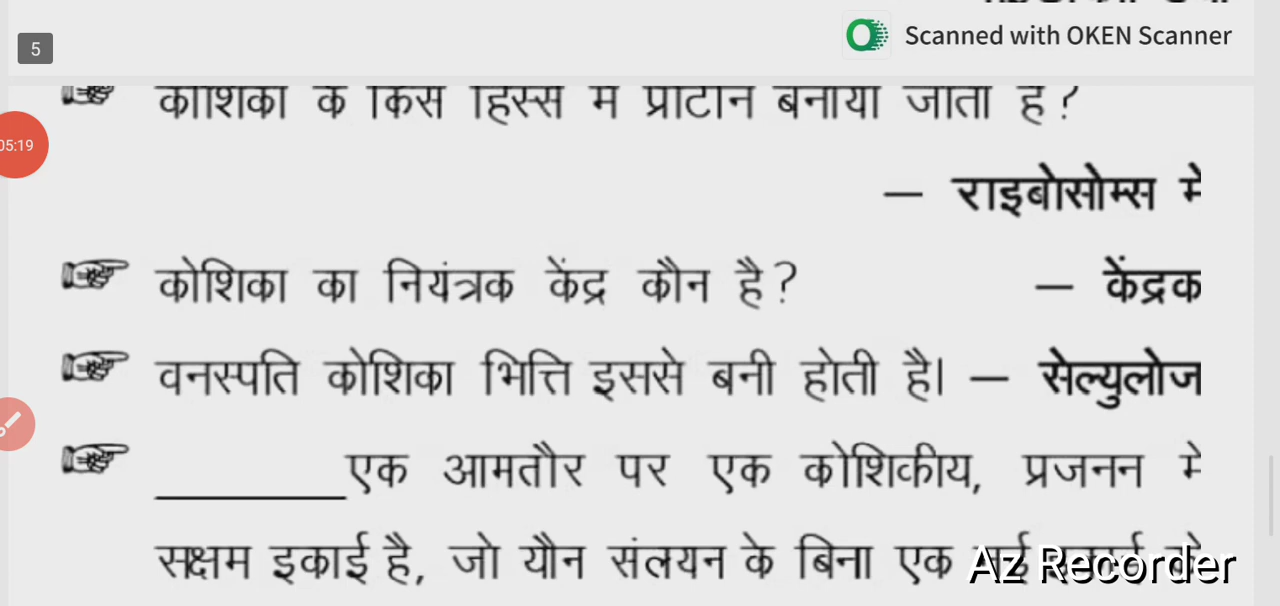 Scanned with OKEN Scanner
5
कोशिका के किस हिस्से में प्रोटीन बनाया जाता है?
05:19
— राइबोसोम्स में
कोशिका का नियंत्रक केंद्र कौन है? — केंद्रक
वनस्पति कोशिका भित्ति इससे बनी होती है। — सेल्युलोज
_______एक आमतौर पर एक कोशिकीय, प्रजनन में
सक्षम इकाई है, जो यौन संलयन के बिना एक
Az Recorder